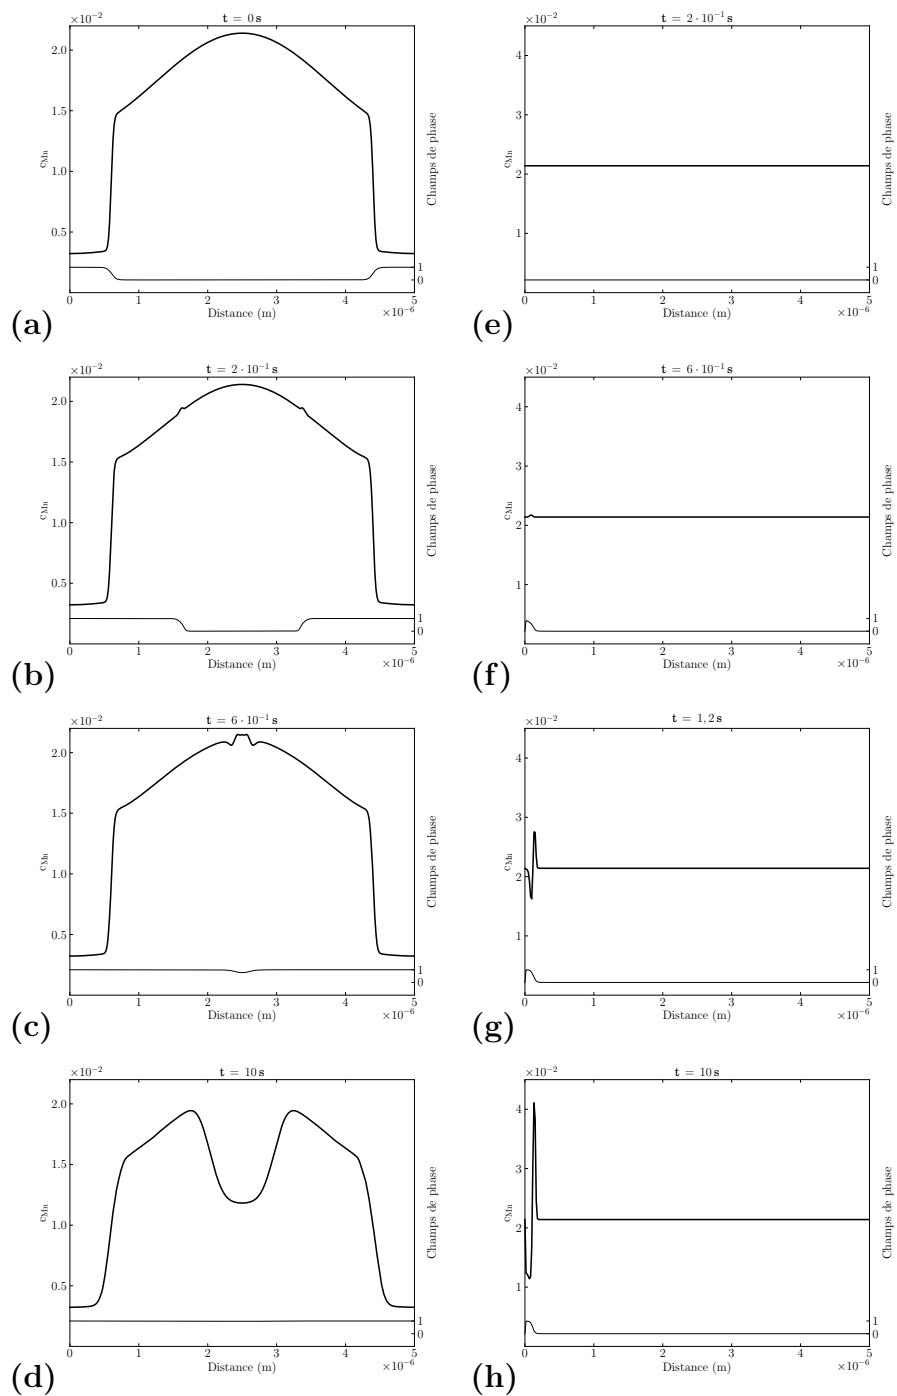 t = 0 s
×10⁻²
2.0
1.5
1.0
0.5
c_Mn
Champs de phase
1
0
0 1 2 3 4 5
Distance (m)
×10⁻⁶
(a)
t = 2 · 10⁻¹ s
×10⁻²
4
3
2
1
c_Mn
Champs de phase
1
0
0 1 2 3 4 5
Distance (m)
×10⁻⁶
(e)
t = 2 · 10⁻¹ s
×10⁻²
2.0
1.5
1.0
0.5
c_Mn
Champs de phase
1
0
0 1 2 3 4 5
Distance (m)
×10⁻⁶
(b)
t = 6 · 10⁻¹ s
×10⁻²
4
3
2
1
c_Mn
Champs de phase
1
0
0 1 2 3 4 5
Distance (m)
×10⁻⁶
(f)
t = 6 · 10⁻¹ s
×10⁻²
2.0
1.5
1.0
0.5
c_Mn
Champs de phase
1
0
0 1 2 3 4 5
Distance (m)
×10⁻⁶
(c)
t = 1, 2 s
×10⁻²
4
3
2
1
c_Mn
Champs de phase
1
0
0 1 2 3 4 5
Distance (m)
×10⁻⁶
(g)
t = 10 s
×10⁻²
2.0
1.5
1.0
0.5
c_Mn
Champs de phase
1
0
0 1 2 3 4 5
Distance (m)
×10⁻⁶
(d)
t = 10 s
×10⁻²
4
3
2
1
c_Mn
Champs de phase
1
0
0 1 2 3 4 5
Distance (m)
×10⁻⁶
(h)